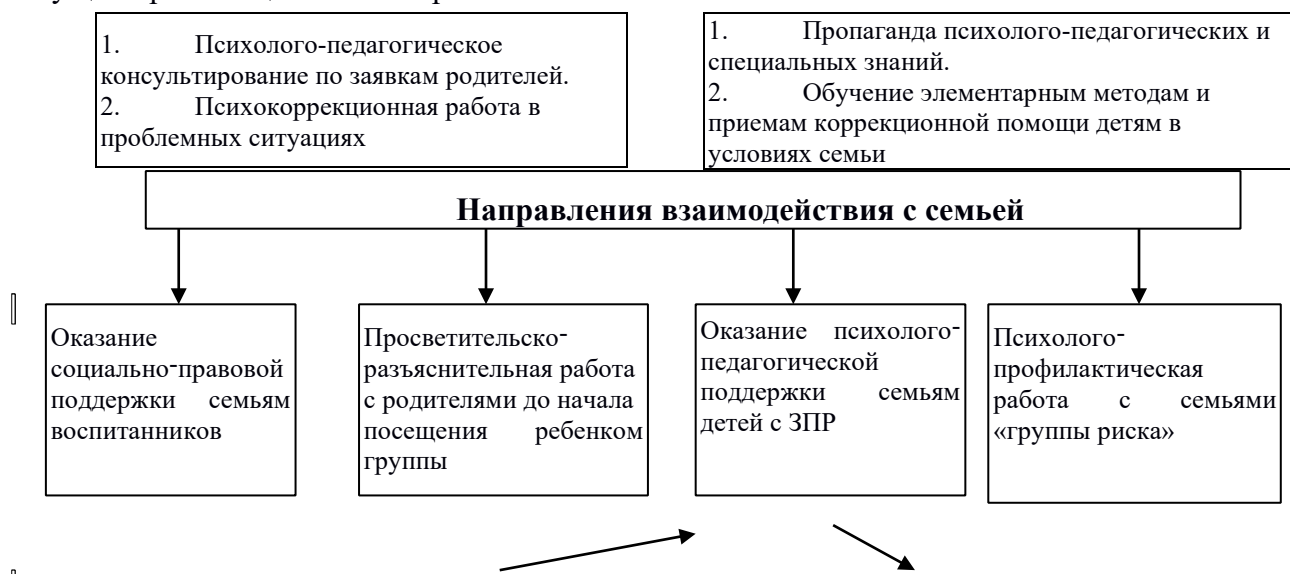 1. Психолого-педагогическое
консультирование по заявкам родителей.
2. Психокоррекционная работа в
проблемных ситуациях
1. Пропаганда психолого-педагогических и
специальных знаний.
2. Обучение элементарным методам и
приемам коррекционной помощи детям в
условиях семьи
Направления взаимодействия с семьей
Оказание
социально-правовой
поддержки семьям
воспитанников
Просветительско-
разъяснительная работа
с родителями до начала
посещения ребенком
группы
Оказание психолого-
педагогической
поддержки семьям
детей с ЗПР
Психолого-
профилактическая
работа с семьями
«группы риска»